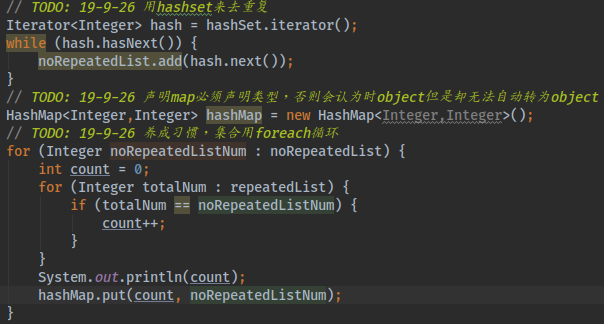 // TODO: 19-9-26 用hashset来去重复
Iterator<Integer> hash = hashSet.iterator();
while (hash.hasNext()) {
    noRepeatedList.add(hash.next());
}
// TODO: 19-9-26 声明map必须声明类型，否则会认为时object但是却无法自动转为object
HashMap<Integer,Integer> hashMap = new HashMap<Integer,Integer>();
// TODO: 19-9-26 养成习惯，集合用foreach循环
for (Integer noRepeatedListNum : noRepeatedList) {
    int count = 0;
    for (Integer totalNum : repeatedList) {
        if (totalNum == noRepeatedListNum) {
            count++;
        }
    }
    System.out.println(count);
    hashMap.put(count, noRepeatedListNum);
}